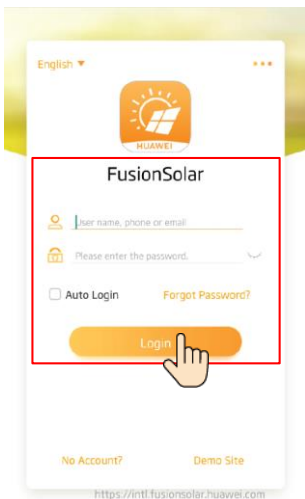 English ▼
HUAWEI
FusionSolar
User name, phone or email
Please enter the password.
Auto Login Forgot Password?
Login
No Account? Demo Site
https://intl.fusionsolar.huawei.com